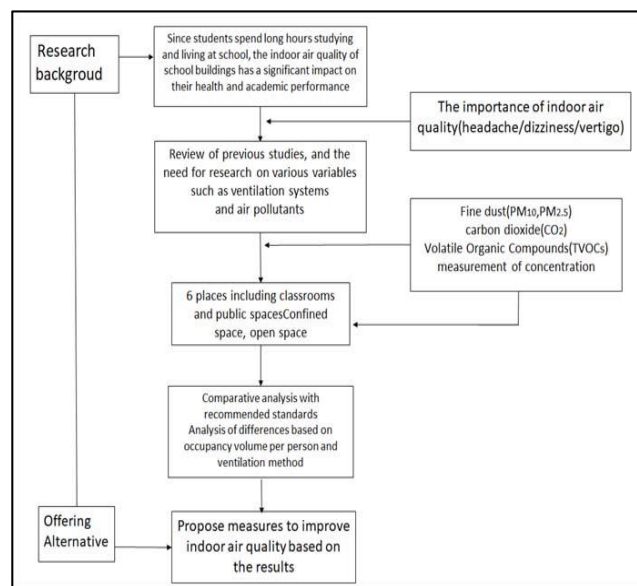 Research
backgroud
Since students spend long hours studying
and living at school, the indoor air quality of
school buildings has a significant impact on
their health and academic performance
The importance of indoor air
quality(headache/dizziness/vertigo)
Review of previous studies, and the
need for research on various variables
such as ventilation systems
and air pollutants
Fine dust(PM10,PM2.5)
carbon dioxide(CO2)
Volatile Organic Compounds(TVOCs)
measurement of concentration
6 places including classrooms
and public spacesConfined
space, open space
Comparative analysis with
recommended standards
Analysis of differences based on
occupancy volume per person and
ventilation method
Offering
Alternative
Propose measures to improve
indoor air quality based on
the results